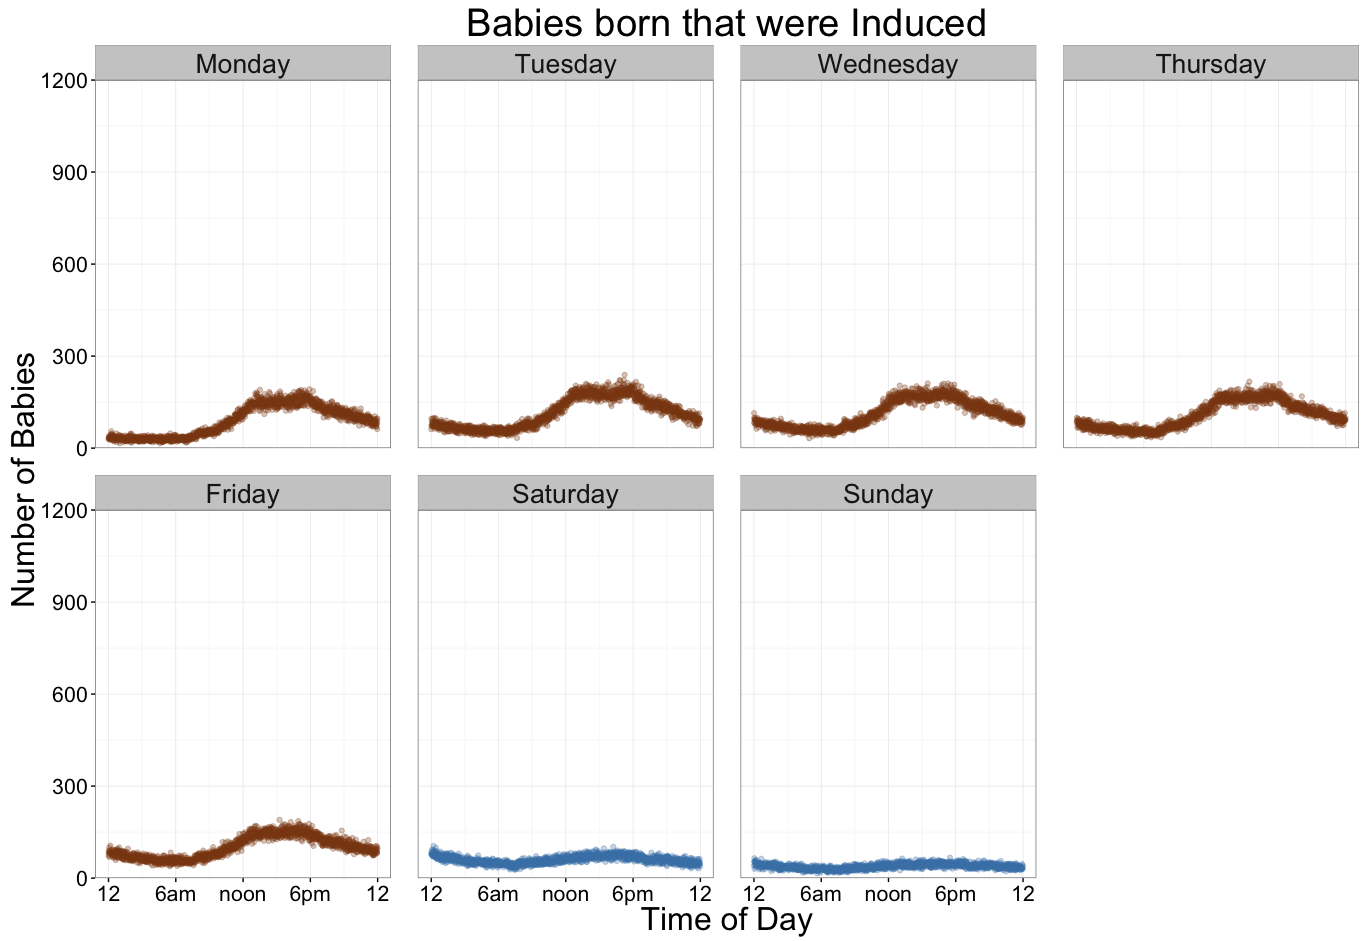 Babies born that were Induced
Monday Tuesday Wednesday Thursday
1200
900
600
300
0
Number of Babies
Friday Saturday Sunday
1200
900
600
300
0
12 6am noon 6pm 12 12 6am noon 6pm 12 12 6am noon 6pm 12
Time of Day